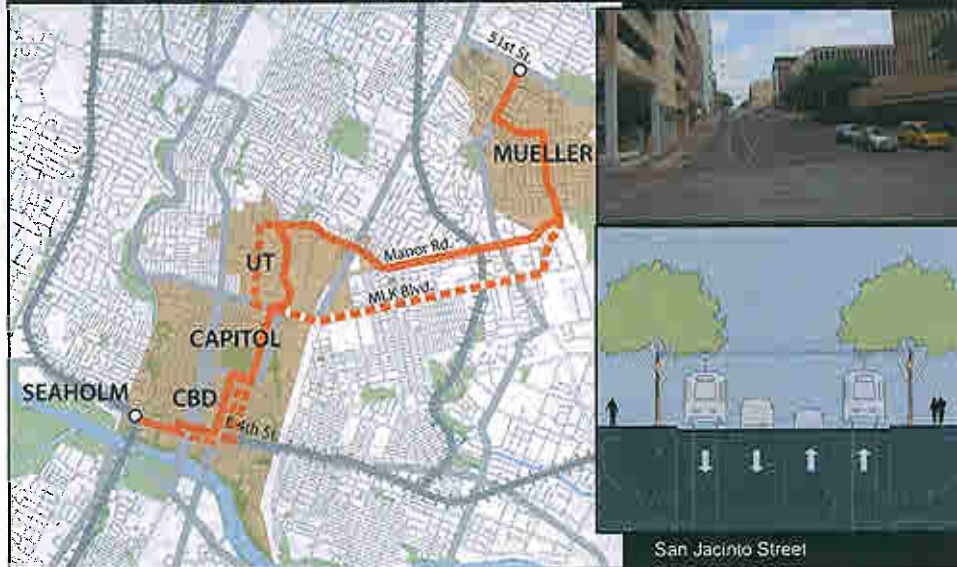 51st St.
MUELLER
Manor Rd.
UT
MLK Blvd.
CAPITOL
SEAHOLM
CBD
E 4th St.
San Jacinto Street